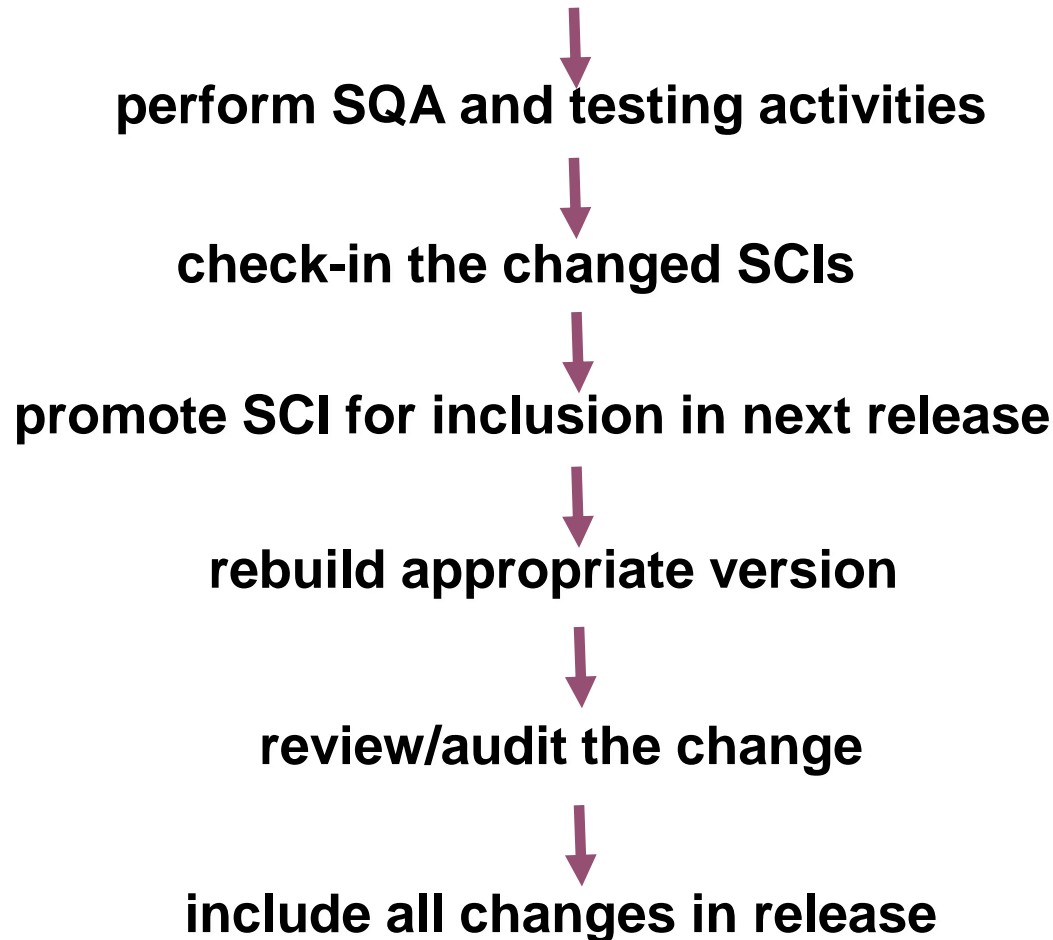 perform SQA and testing activities
check-in the changed SCIs
promote SCI for inclusion in next release
rebuild appropriate version
review/audit the change
include all changes in release